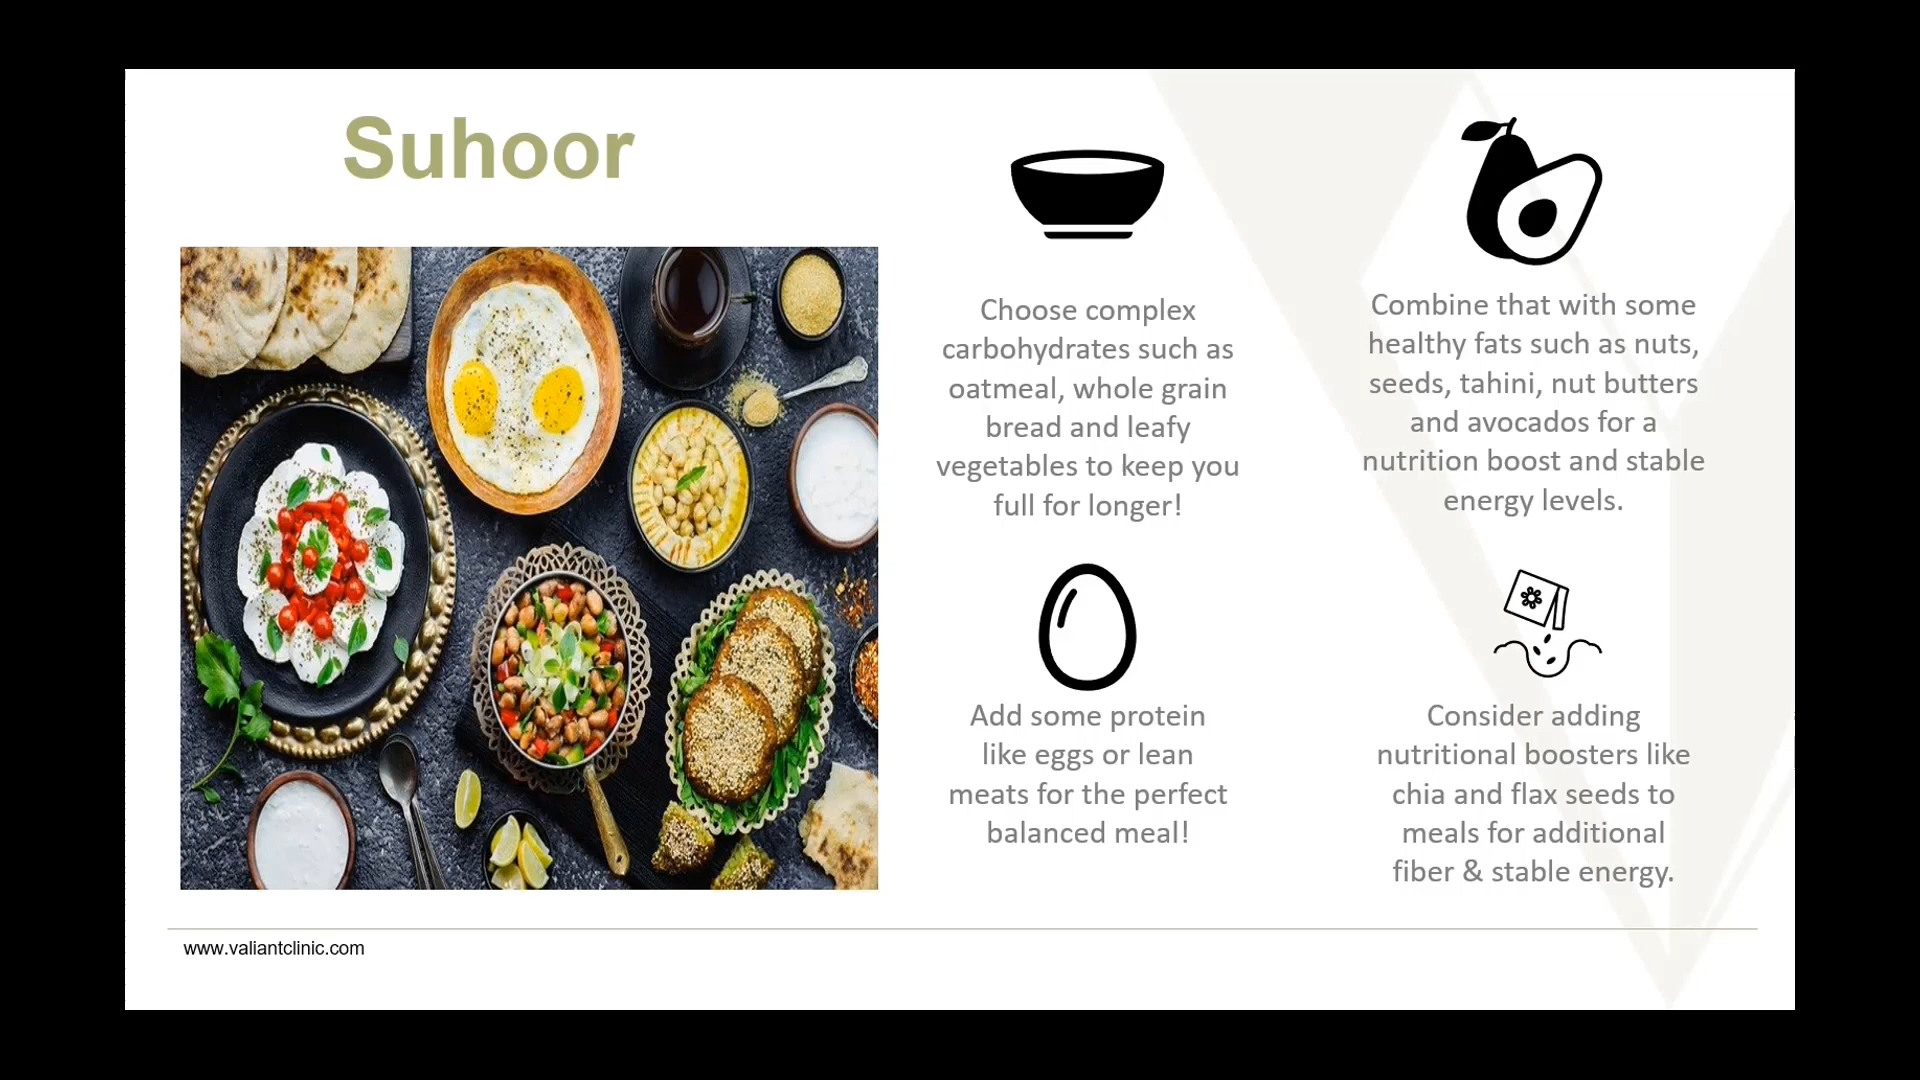 Suhoor
Choose complex
carbohydrates such as
oatmeal, whole grain
bread and leafy
vegetables to keep you
full for longer!
Combine that with some
healthy fats such as nuts,
seeds, tahini, nut butters
and avocados for a
nutrition boost and stable
energy levels.
Add some protein
like eggs or lean
meats for the perfect
balanced meal!
Consider adding
nutritional boosters like
chia and flax seeds to
meals for additional
fiber & stable energy.
www.valiantclinic.com